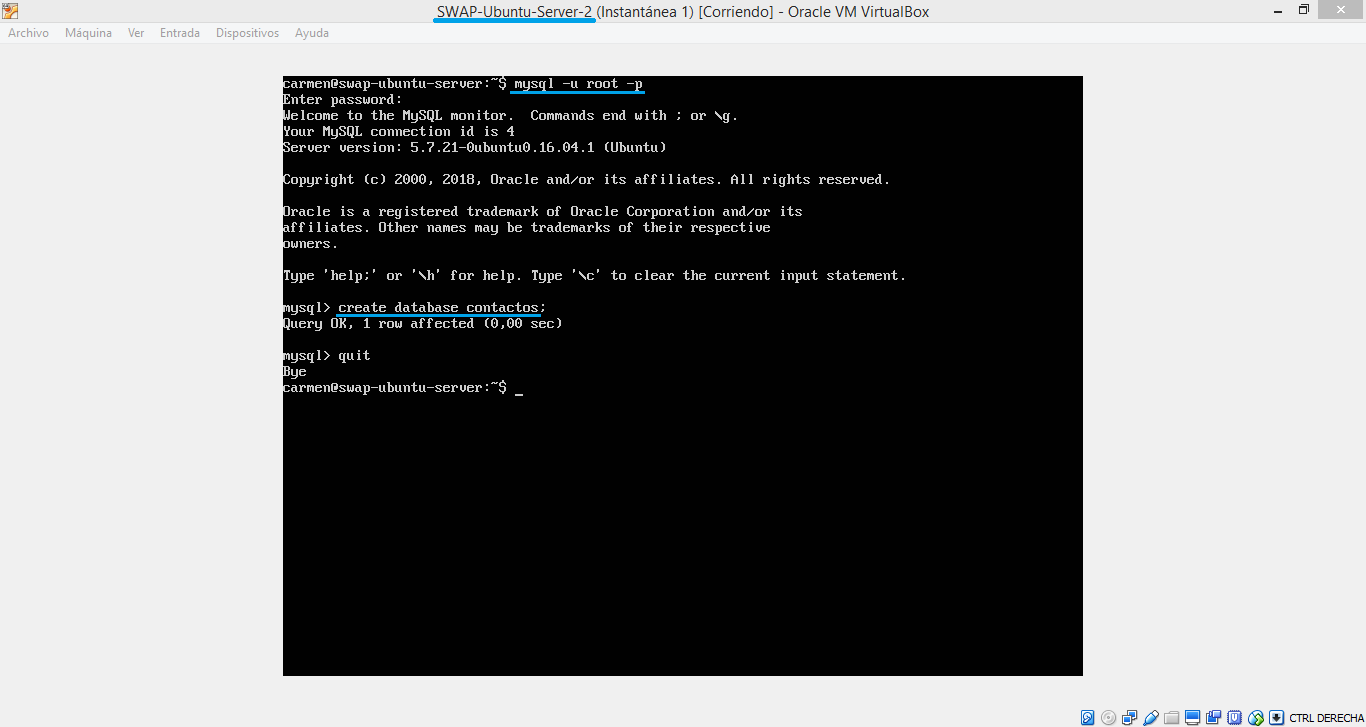 SWAP-Ubuntu-Server-2 (Instantánea 1) [Corriendo] - Oracle VM VirtualBox
Archivo Máquina Ver Entrada Dispositivos Ayuda
carmen@swap-ubuntu-server:~$ mysql -u root -p
Enter password:
Welcome to the MySQL monitor.  Commands end with ; or \g.
Your MySQL connection id is 4
Server version: 5.7.21-0ubuntu0.16.04.1 (Ubuntu)
Copyright (c) 2000, 2018, Oracle and/or its affiliates. All rights reserved.
Oracle is a registered trademark of Oracle Corporation and/or its
affiliates. Other names may be trademarks of their respective
owners.
Type 'help;' or '\h' for help. Type '\c' to clear the current input statement.
mysql> create database contactos;
Query OK, 1 row affected (0,00 sec)
mysql> quit
Bye
carmen@swap-ubuntu-server:~$ _
CTRL DERECHA